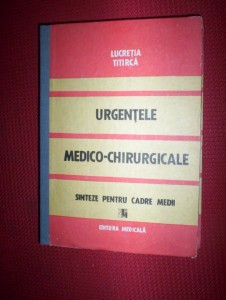 LUCREȚIA
TITIRCĂ
URGENȚELE
MEDICO-CHIRURGICALE
SINTEZE PENTRU CADRE MEDII
EDITURA MEDICALĂ